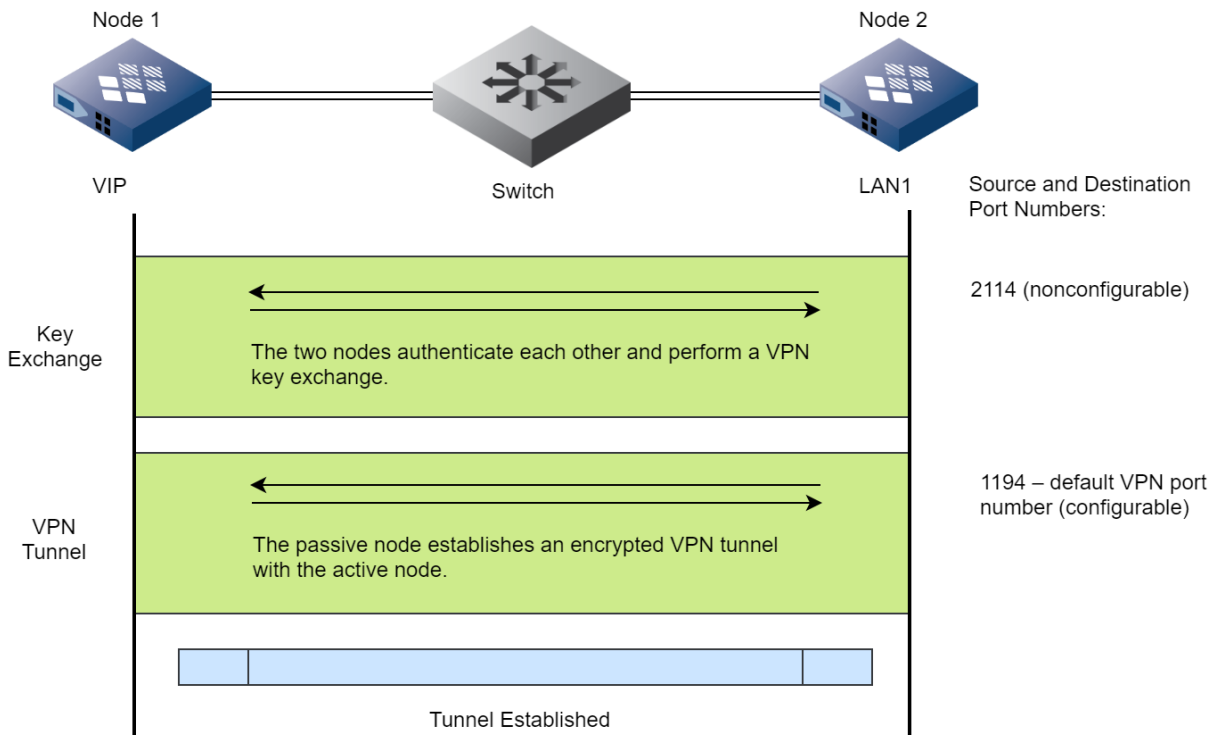 Node 1
Node 2
VIP
Switch
LAN1
Source and Destination
Port Numbers:
Key
Exchange
The two nodes authenticate each other and perform a VPN
key exchange.
2114 (nonconfigurable)
VPN
Tunnel
The passive node establishes an encrypted VPN tunnel
with the active node.
1194 – default VPN port
number (configurable)
Tunnel Established